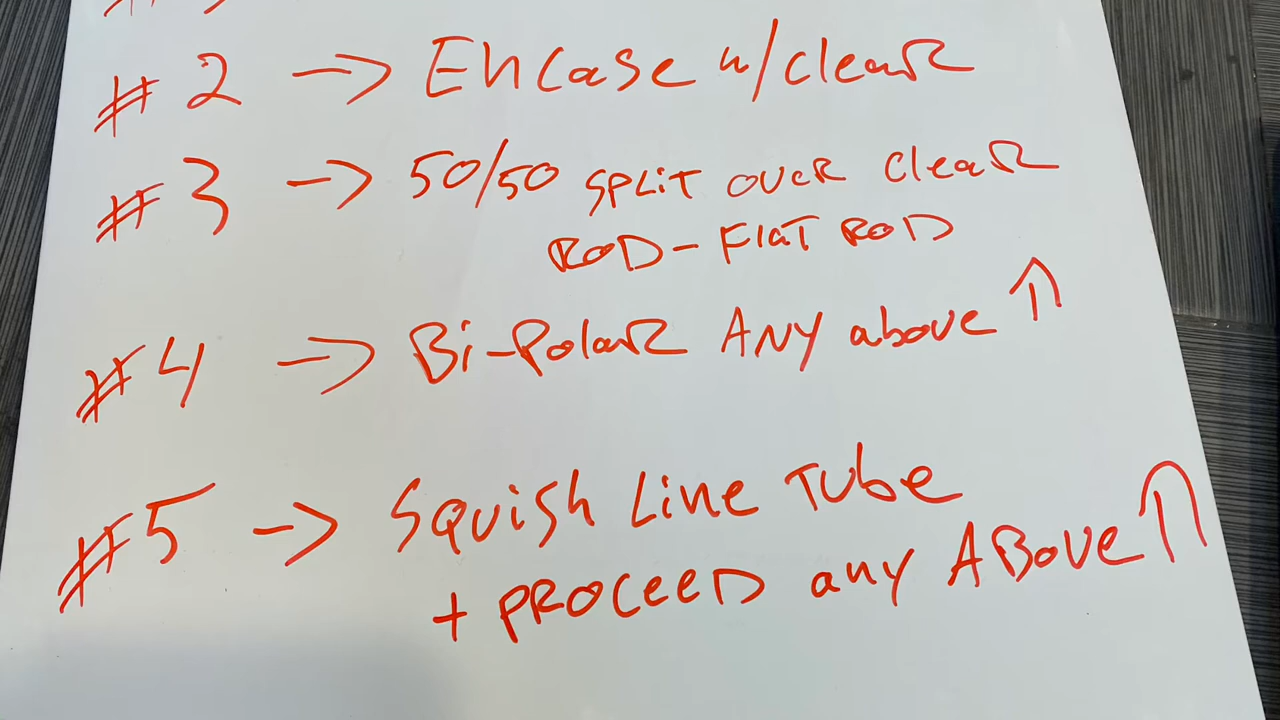 #2 → Encase w/clear
#3 → 50/50 SPLiT over clear
ROD-Flat ROD
#4 → Bi-Polar ANY above ↑
#5 → Squish Line Tube
+ PROCeeD any ABove ↑